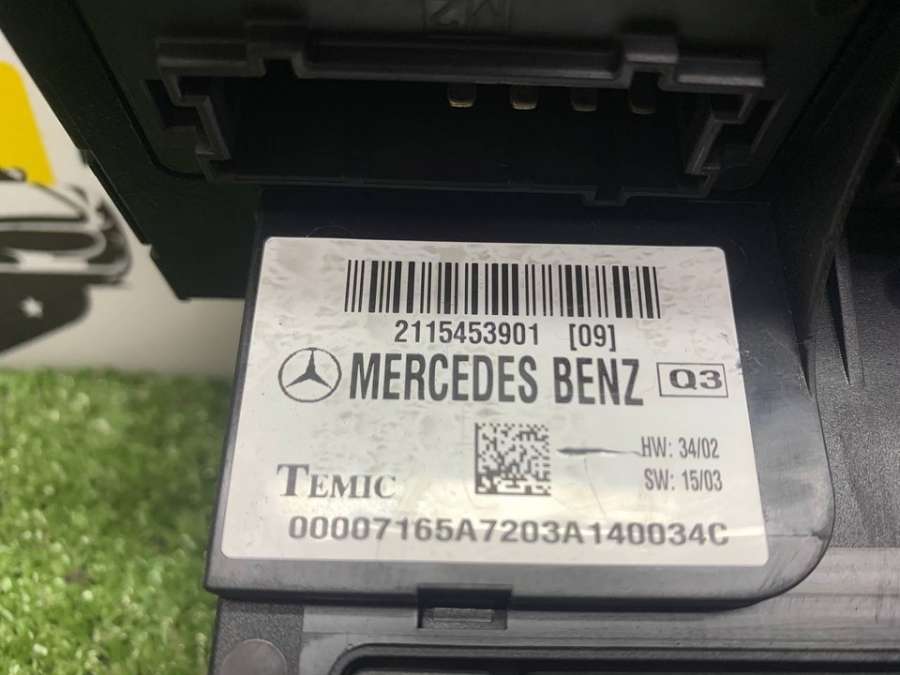 2115453901 [09]
MERCEDES BENZ Q3
HW: 34/02
SW: 15/03
TEMIC
00007165A7203A140034C